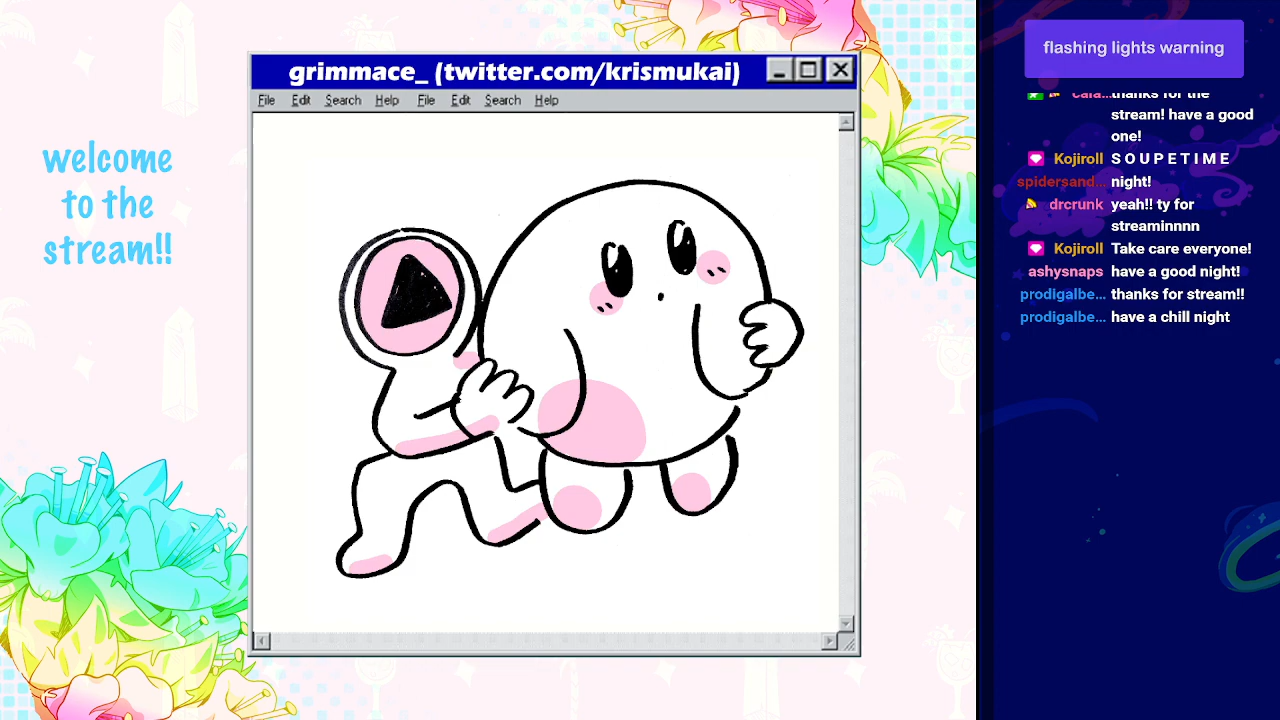 grimmace_ (twitter.com/krismukai)
File Edit Search Help File Edit Search Help
welcome
to the
stream!!
flashing lights warning
cara... thanks for the
stream! have a good
one!
Kojiroll S O U P E T I M E
spidersand... night!
drcrunk yeah!! ty for
streaminnnn
Kojiroll Take care everyone!
ashysnaps have a good night!
prodigalbe... thanks for stream!!
prodigalbe... have a chill night